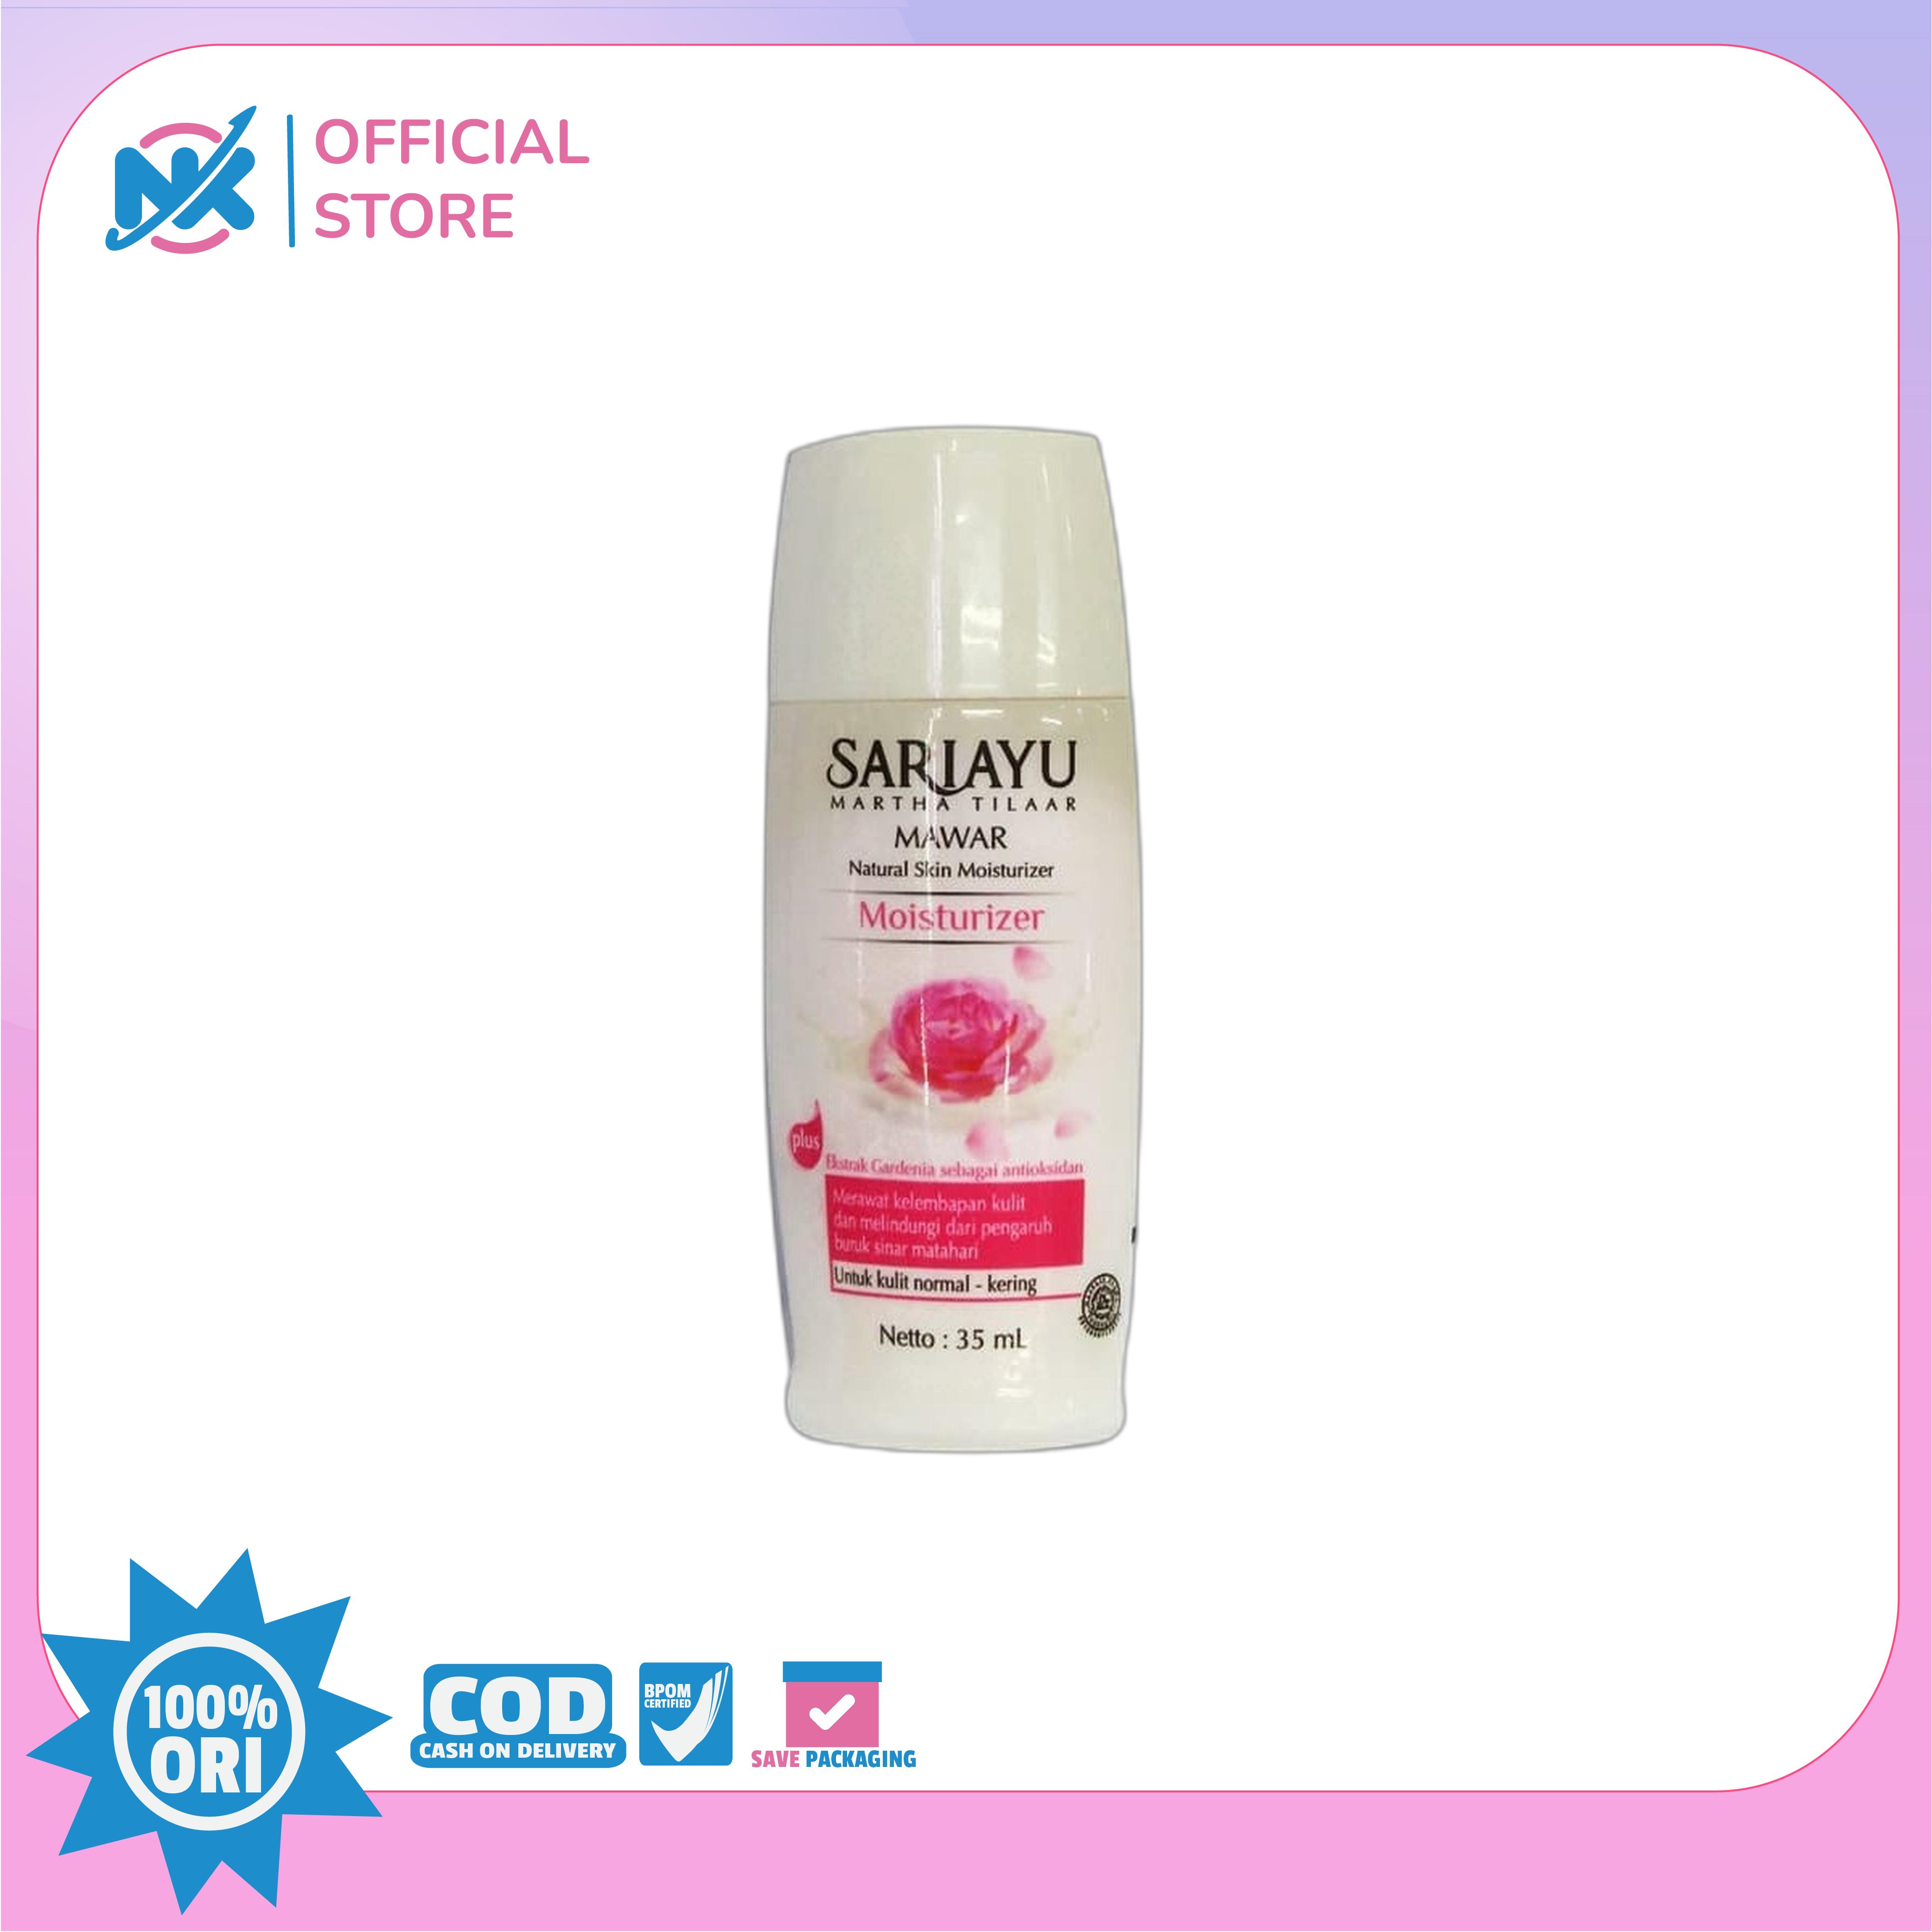 NK
OFFICIAL
STORE
SARIAYU
MARTHA TILAAR
MAWAR
Natural Skin Moisturizer
Moisturizer
plus
Ekstrak Gardenia sebagai antioksidan
Merawat kelembapan kulit
dan melindungi dari pengaruh
buruk sinar matahari
Untuk kulit normal - kering
Netto : 35 mL
100%
ORI
COD
CASH ON DELIVERY
BPOM
CERTIFIED
SAVE PACKAGING